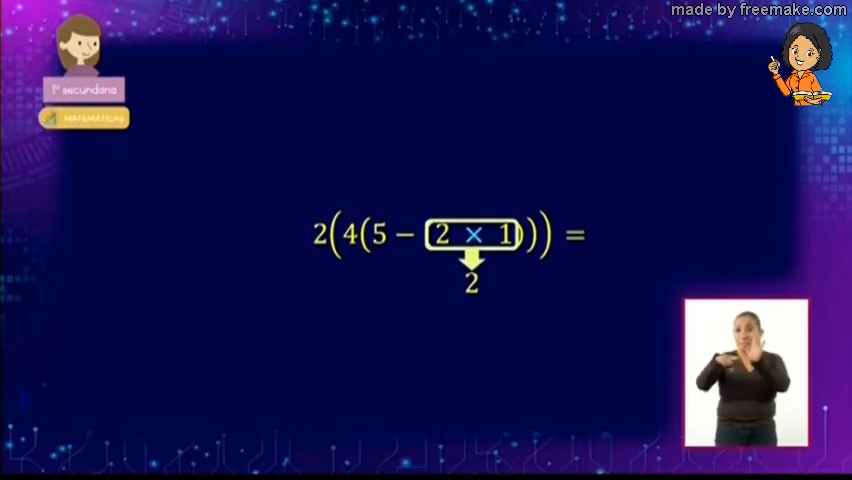 made by freemake.com
1° secundaria
MATEMÁTICAS
2(4(5 − (2 × 1))) =
2